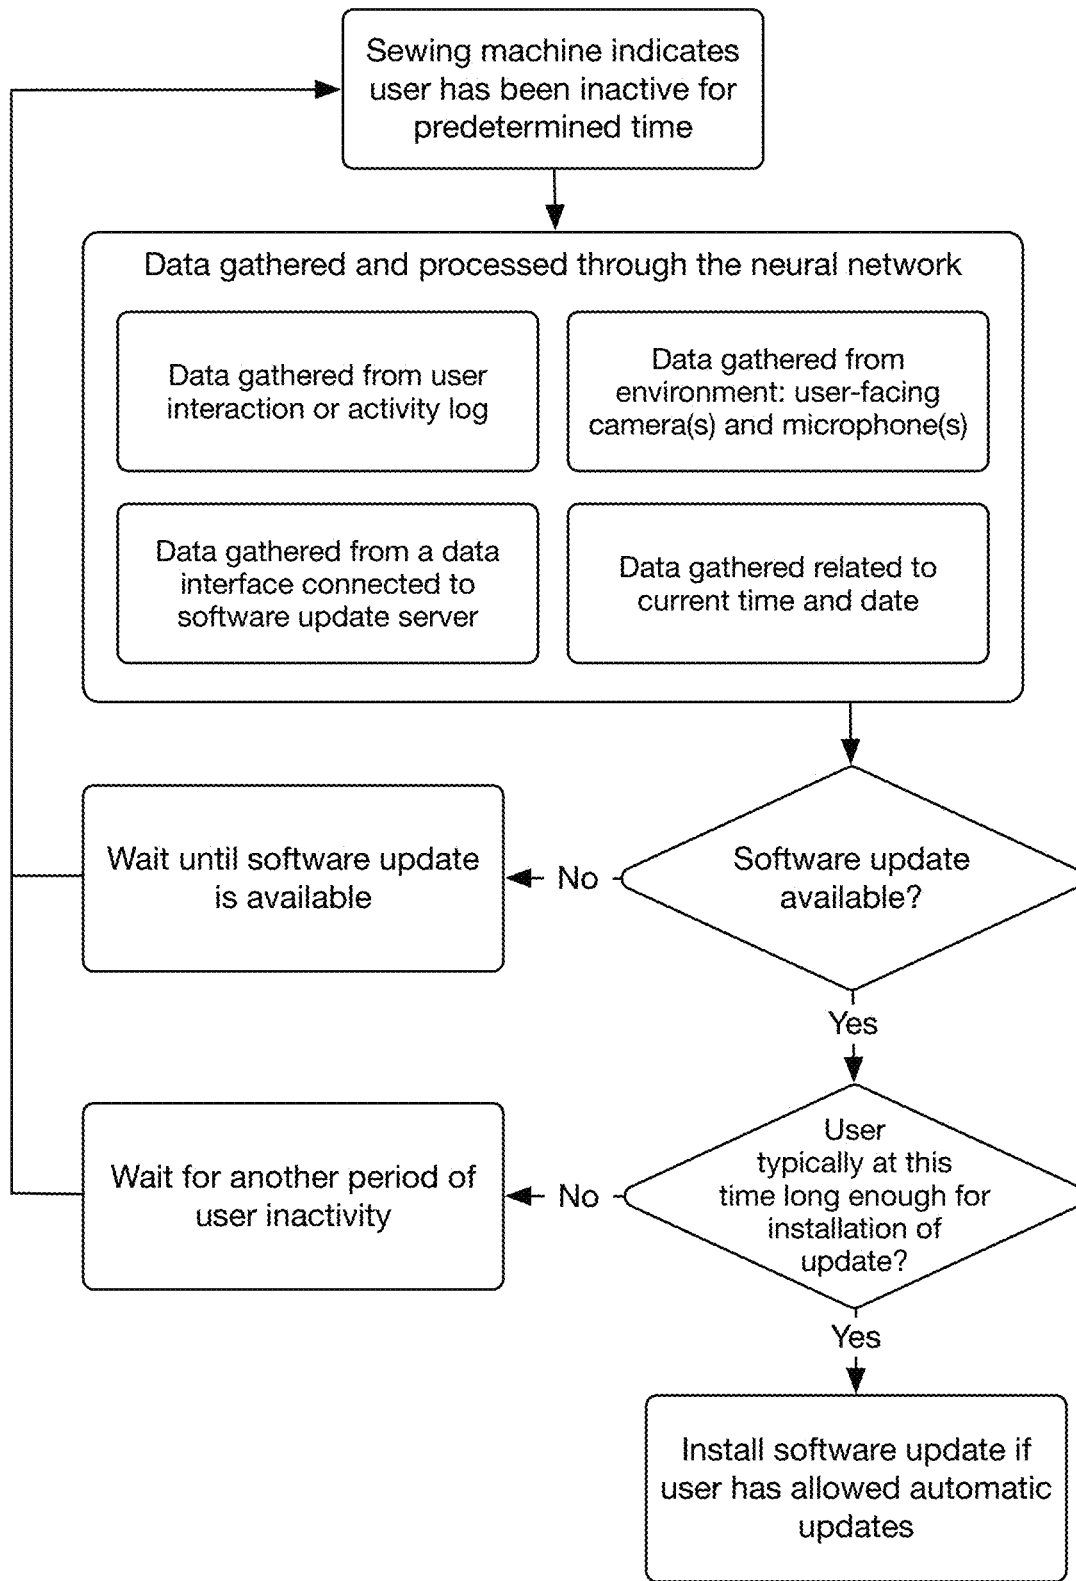 Sewing machine indicates
user has been inactive for
predetermined time
Data gathered and processed through the neural network
Data gathered from user
interaction or activity log
Data gathered from
environment: user-facing
camera(s) and microphone(s)
Data gathered from a data
interface connected to
software update server
Data gathered related to
current time and date
Wait until software update
is available
No
Software update
available?
Yes
Wait for another period of
user inactivity
No
User
typically at this
time long enough for
installation of
update?
Yes
Install software update if
user has allowed automatic
updates